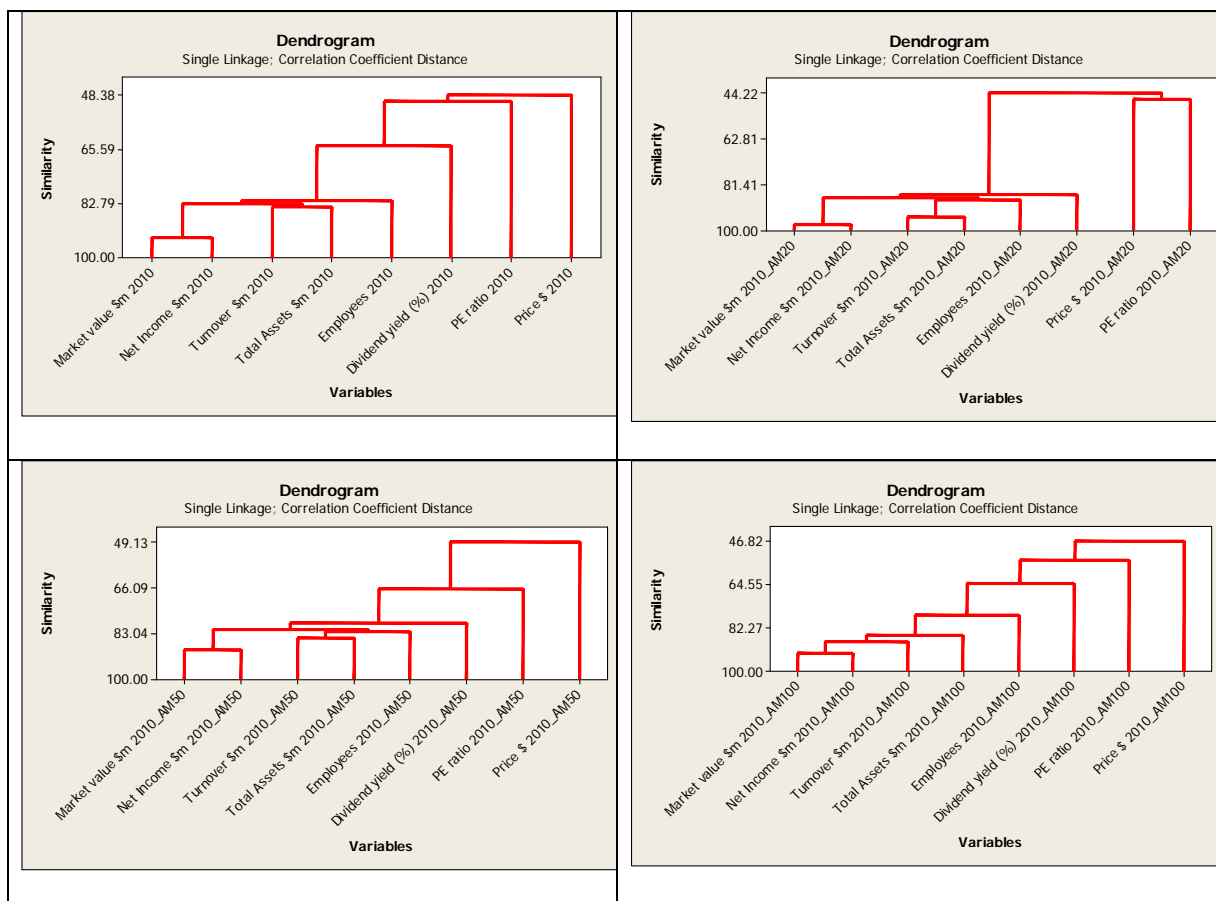 Dendrogram
Single Linkage; Correlation Coefficient Distance
48.38
65.59
82.79
100.00
Similarity
Market value $m 2010
Net Income $m 2010
Turnover $m 2010
Total Assets $m 2010
Employees 2010
Dividend yield (%) 2010
PE ratio 2010
Price $ 2010
Variables
Dendrogram
Single Linkage; Correlation Coefficient Distance
44.22
62.81
81.41
100.00
Similarity
Market value $m 2010_AM20
Net Income $m 2010_AM20
Turnover $m 2010_AM20
Total Assets $m 2010_AM20
Employees 2010_AM20
Dividend yield (%) 2010_AM20
Price $ 2010_AM20
PE ratio 2010_AM20
Variables
Dendrogram
Single Linkage; Correlation Coefficient Distance
49.13
66.09
83.04
100.00
Similarity
Market value $m 2010_AM50
Net Income $m 2010_AM50
Turnover $m 2010_AM50
Total Assets $m 2010_AM50
Employees 2010_AM50
Dividend yield (%) 2010_AM50
PE ratio 2010_AM50
Price $ 2010_AM50
Variables
Dendrogram
Single Linkage; Correlation Coefficient Distance
46.82
64.55
82.27
100.00
Similarity
Market value $m 2010_AM100
Net Income $m 2010_AM100
Turnover $m 2010_AM100
Total Assets $m 2010_AM100
Employees 2010_AM100
Dividend yield (%) 2010_AM100
PE ratio 2010_AM100
Price $ 2010_AM100
Variables